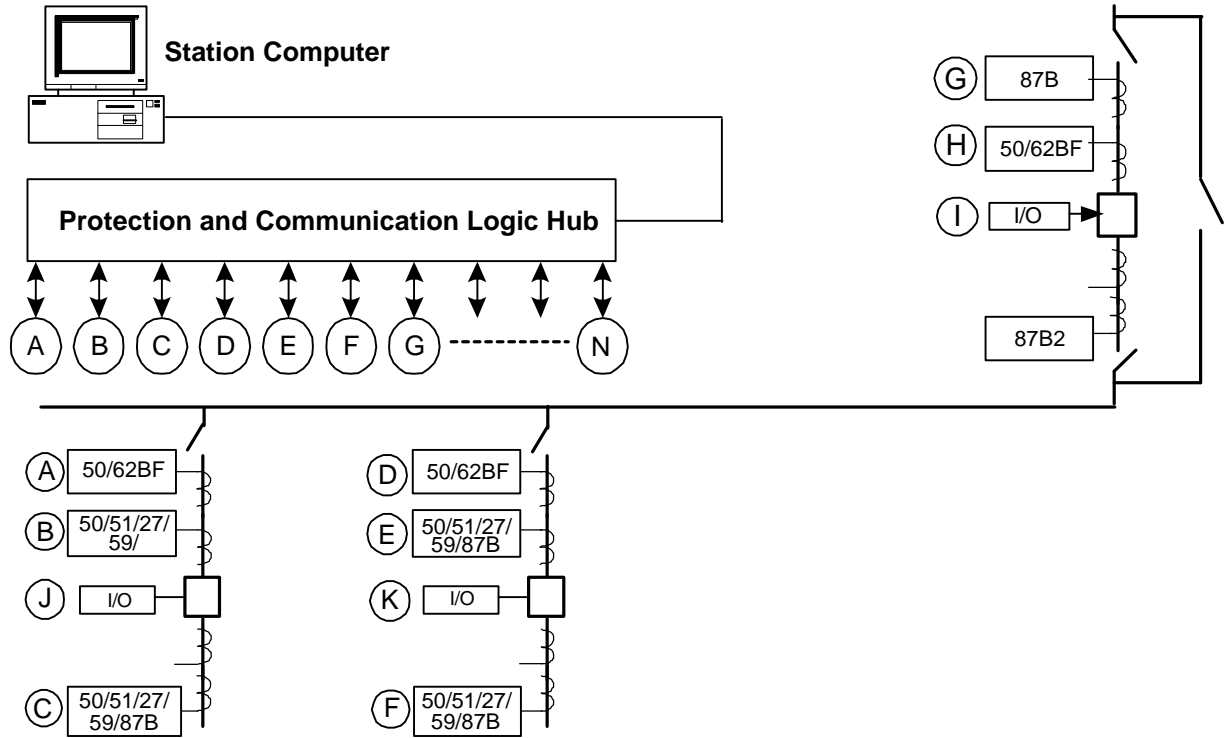 Station Computer
Protection and Communication Logic Hub
A B C D E F G N
G 87B
H 50/62BF
I I/O
87B2
A 50/62BF
B 50/51/27/
59/
J I/O
C 50/51/27/
59/87B
D 50/62BF
E 50/51/27/
59/87B
K I/O
F 50/51/27/
59/87B